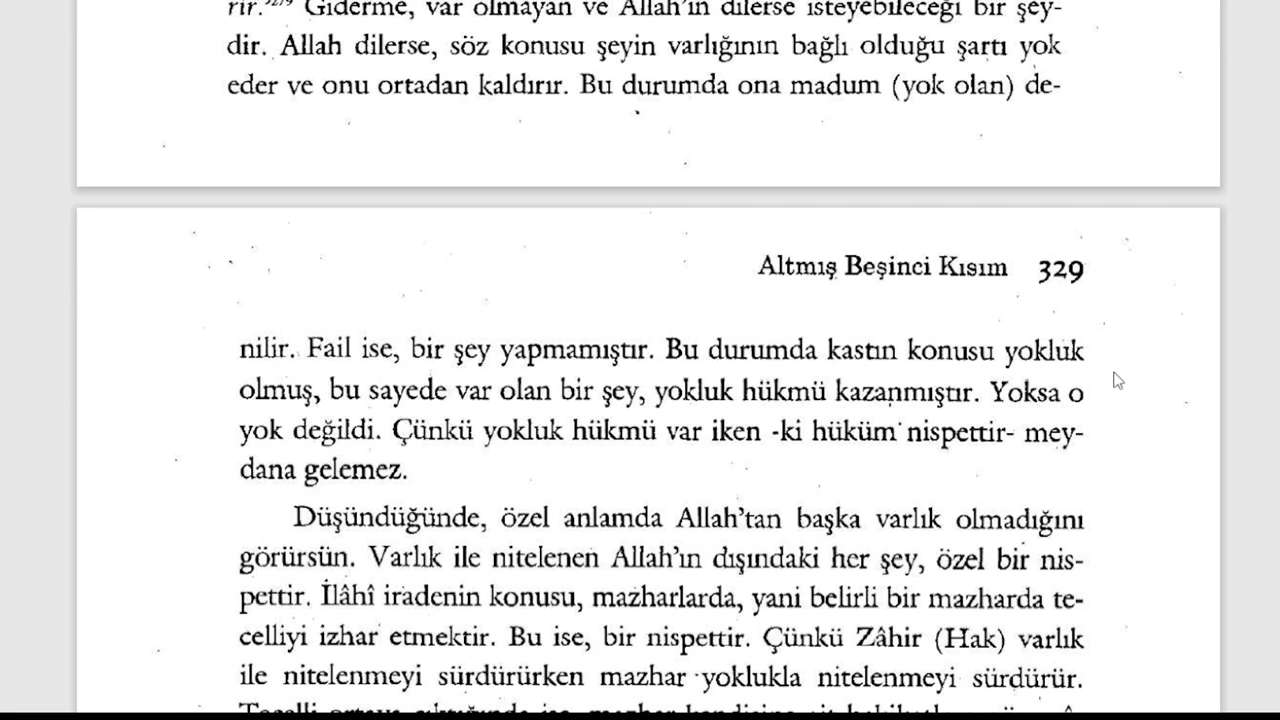 rir. Giderme, var olmayan ve Allah'ın dilerse isteyebileceği bir şey-
dir. Allah dilerse, söz konusu şeyin varlığının bağlı olduğu şartı yok
eder ve onu ortadan kaldırır. Bu durumda ona madum (yok olan) de-
Altmış Beşinci Kısım 329
nilir. Fail ise, bir şey yapmamıştır. Bu durumda kastın konusu yokluk
olmuş, bu sayede var olan bir şey, yokluk hükmü kazanmıştır. Yoksa o
yok değildi. Çünkü yokluk hükmü var iken -ki hüküm nispettir- mey-
dana gelemez.
Düşündüğünde, özel anlamda Allah'tan başka varlık olmadığını
görürsün. Varlık ile nitelenen Allah'ın dışındaki her şey, özel bir nis-
pettir. İlâhî iradenin konusu, mazharlarda, yani belirli bir mazharda te-
celliyi izhar etmektir. Bu ise, bir nispettir. Çünkü Zâhir (Hak) varlık
ile nitelenmeyi sürdürürken mazhar yoklukla nitelenmeyi sürdürür.